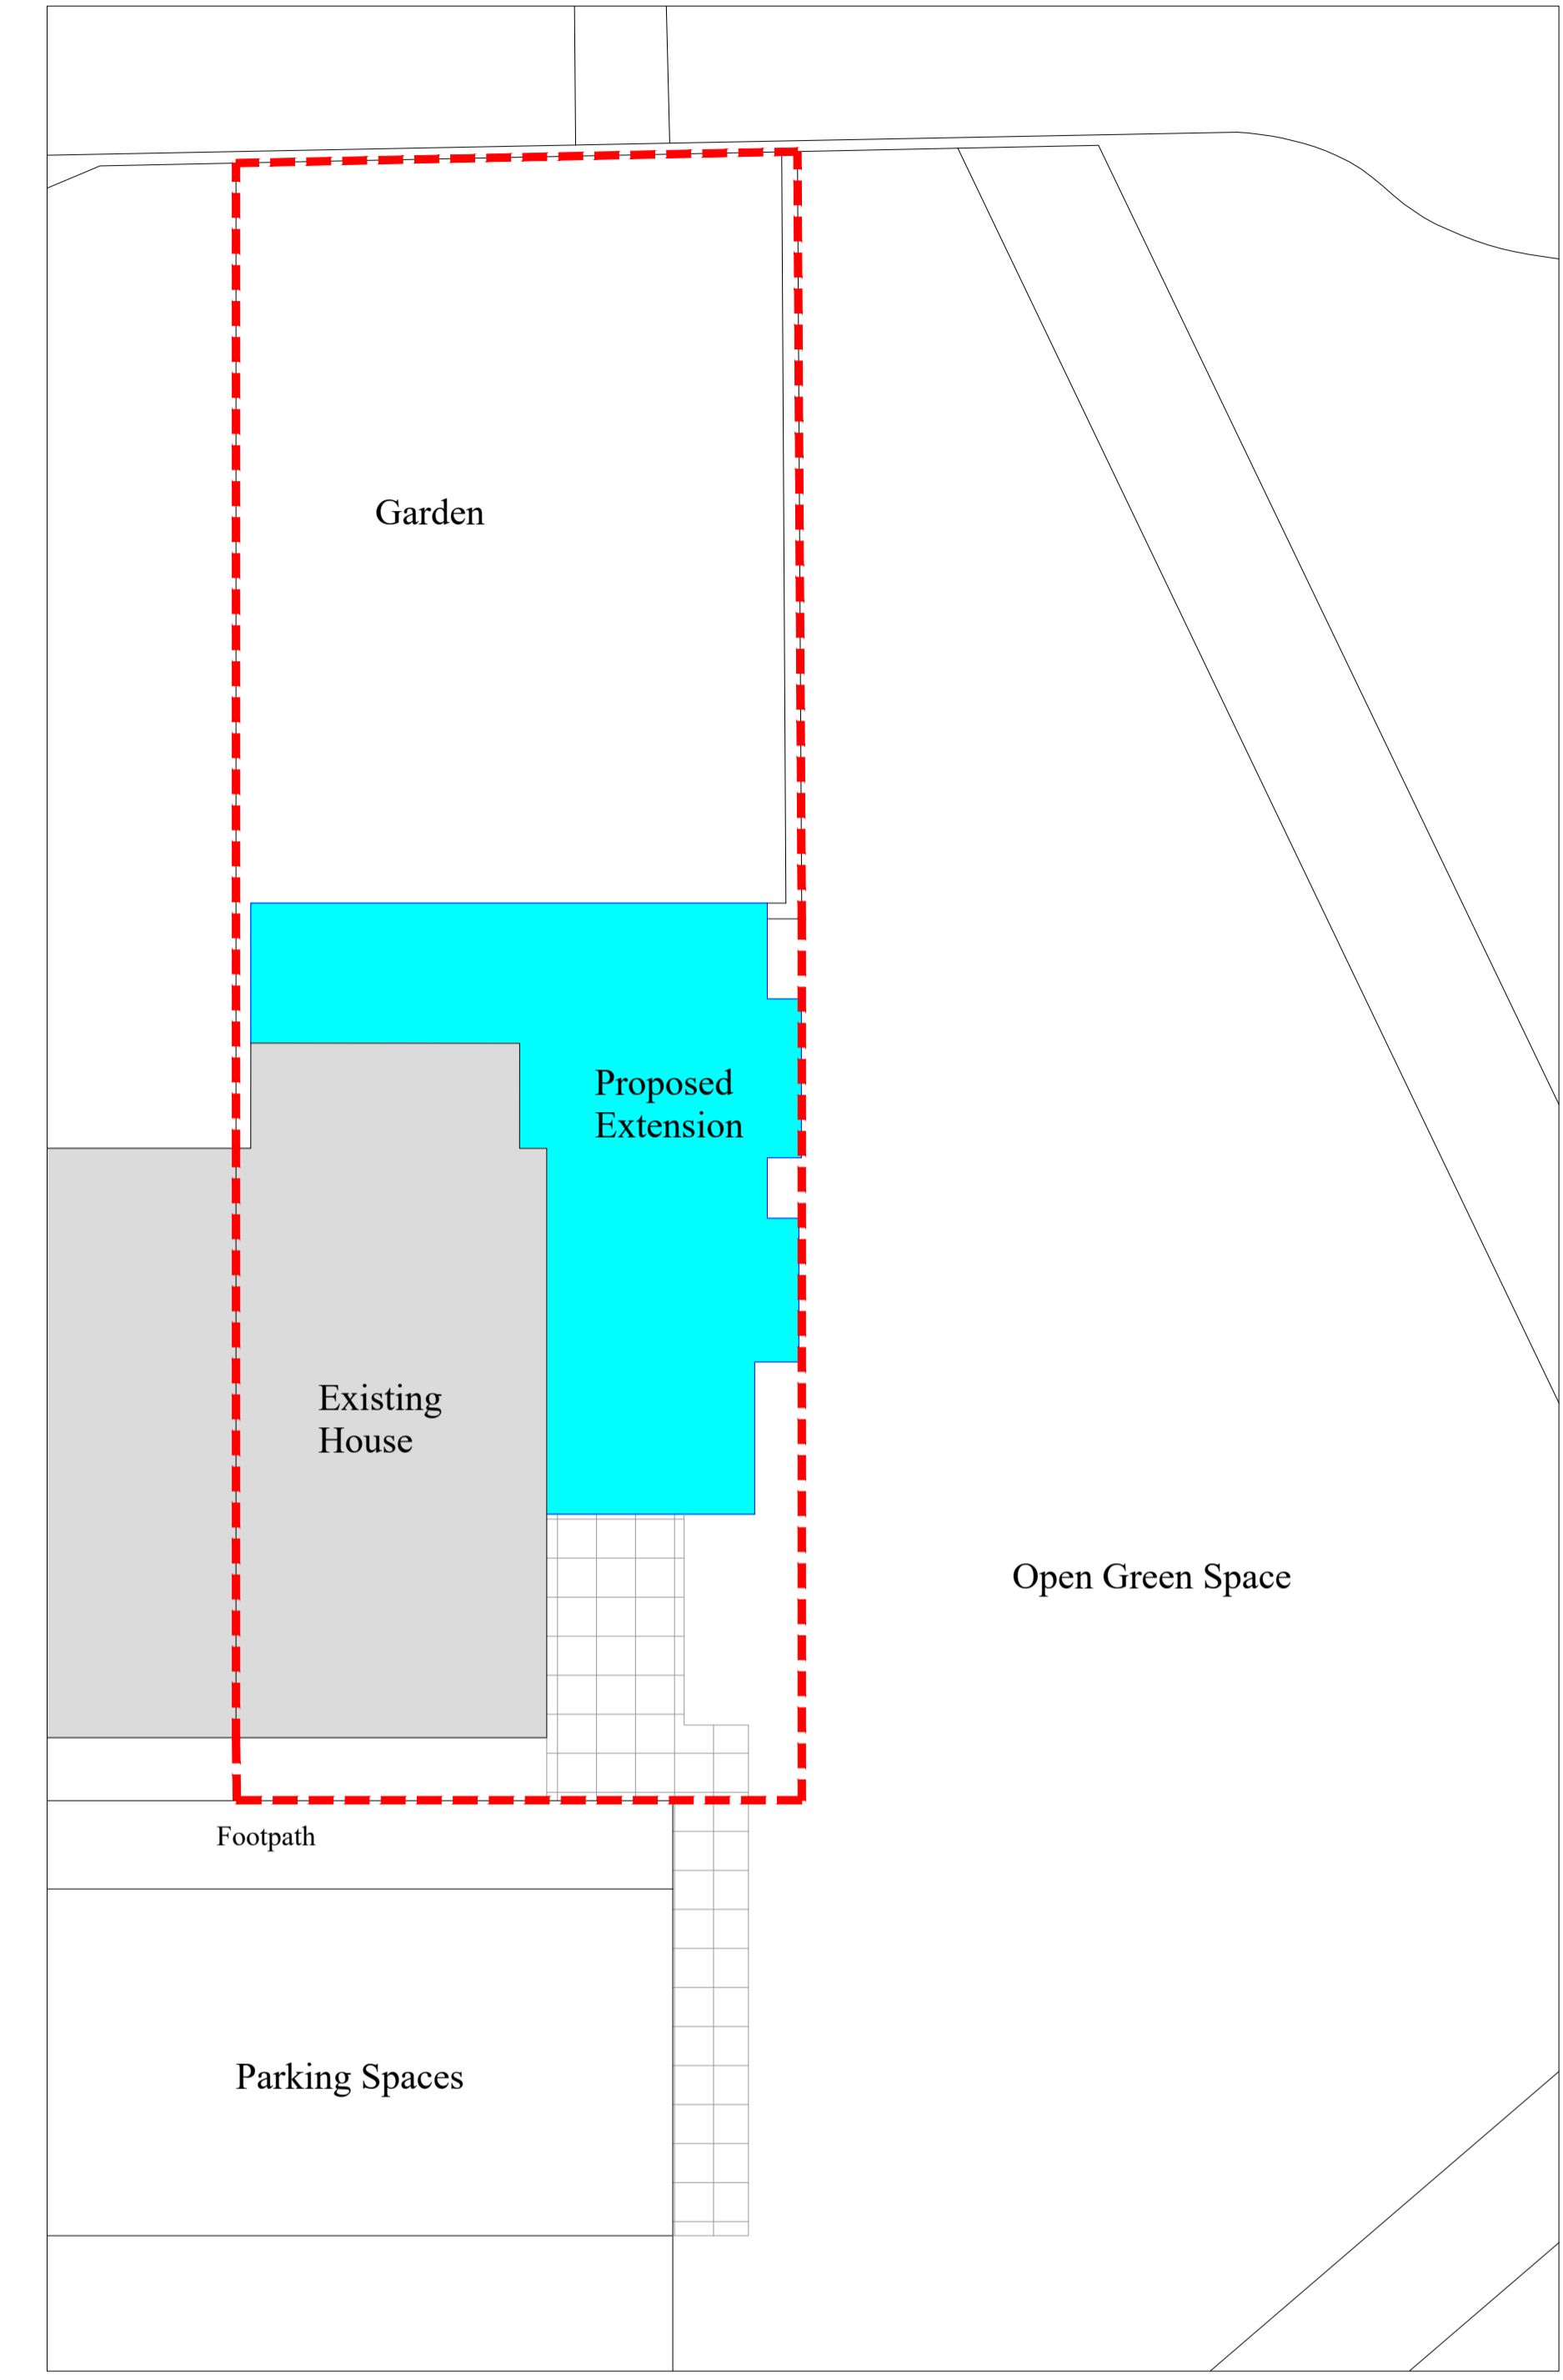 Garden
Proposed
Extension
Existing
House
Open Green Space
Footpath
Parking Spaces